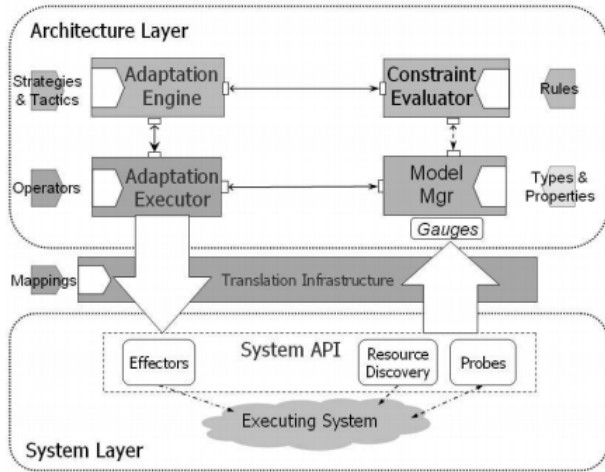 Architecture Layer
Strategies
& Tactics
Adaptation
Engine
Constraint
Evaluator
Rules
Operators
Adaptation
Executor
Model
Mgr
Types &
Properties
Gauges
Mappings
Translation Infrastructure
System API
Effectors
Resource
Discovery
Probes
Executing System
System Layer